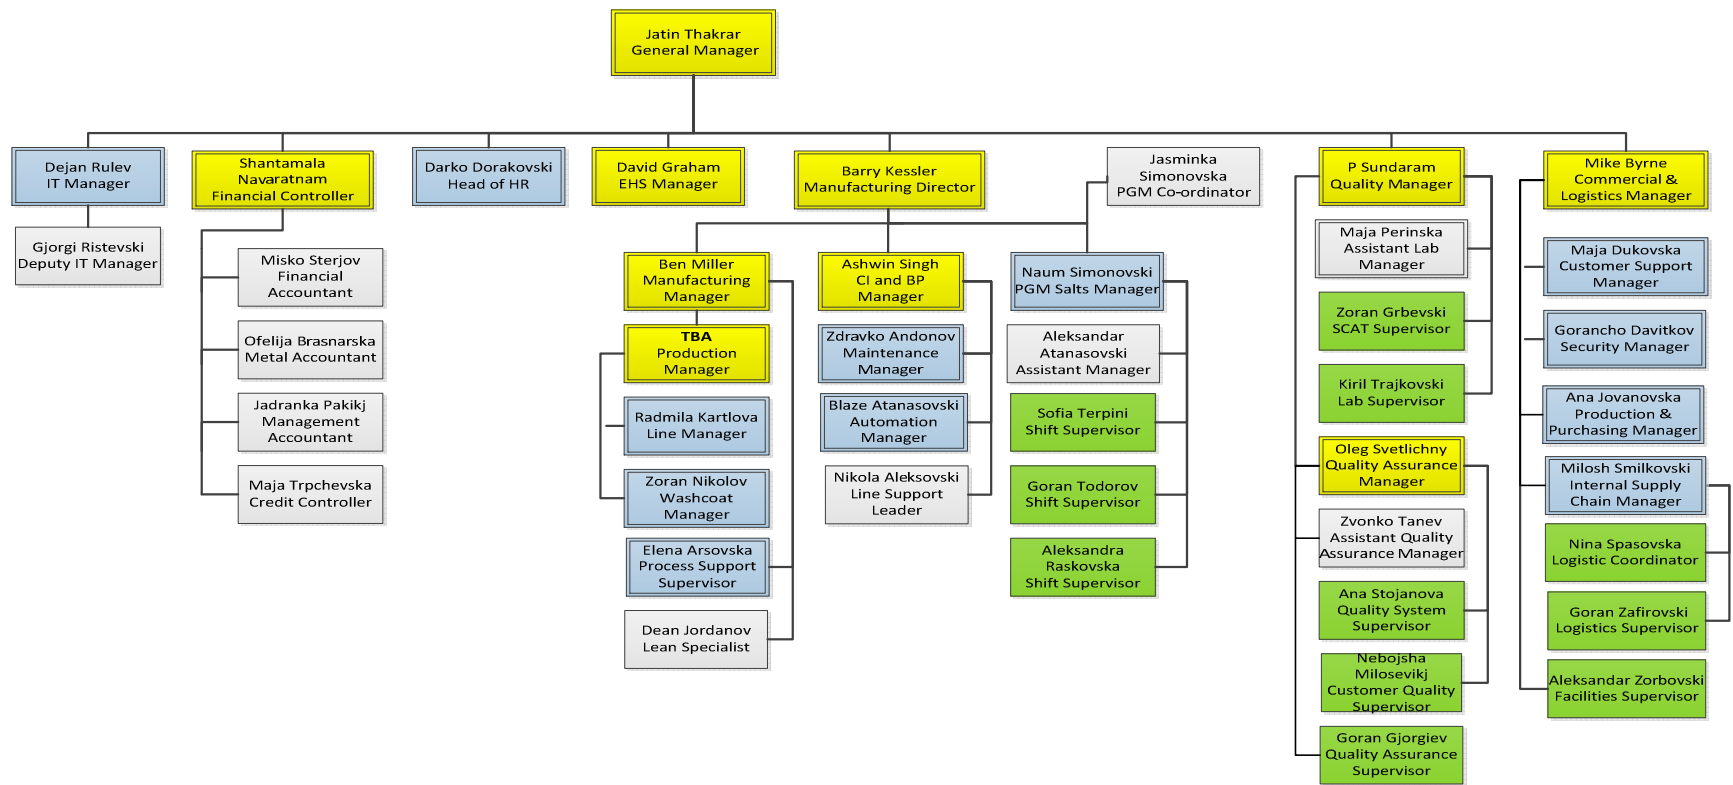 Jatin Thakrar
General Manager
Dejan Rulev
IT Manager
Gjorgi Ristevski
Deputy IT Manager
Shantamala
Navaratnam
Financial Controller
Misko Sterjov
Financial
Accountant
Ofelija Brasnarska
Metal Accountant
Jadranka Pakikj
Management
Accountant
Maja Trpchevska
Credit Controller
Darko Dorakovski
Head of HR
David Graham
EHS Manager
Barry Kessler
Manufacturing Director
Jasminka
Simonovska
PGM Co-ordinator
Ben Miller
Manufacturing
Manager
TBA
Production
Manager
Radmila Kartlova
Line Manager
Zoran Nikolov
Washcoat
Manager
Elena Arsovska
Process Support
Supervisor
Dean Jordanov
Lean Specialist
Ashwin Singh
CI and BP
Manager
Zdravko Andonov
Maintenance
Manager
Blaze Atanasovski
Automation
Manager
Nikola Aleksovski
Line Support
Leader
Naum Simonovski
PGM Salts Manager
Aleksandar
Atanasovski
Assistant Manager
Sofia Terpini
Shift Supervisor
Goran Todorov
Shift Supervisor
Aleksandra
Raskovska
Shift Supervisor
P Sundaram
Quality Manager
Maja Perinska
Assistant Lab
Manager
Zoran Grbevski
SCAT Supervisor
Kiril Trajkovski
Lab Supervisor
Oleg Svetlichny
Quality Assurance
Manager
Zvonko Tanev
Assistant Quality
Assurance Manager
Ana Stojanova
Quality System
Supervisor
Nebojsha
Milosevikj
Customer Quality
Supervisor
Goran Gjorgiev
Quality Assurance
Supervisor
Mike Byrne
Commercial &
Logistics Manager
Maja Dukovska
Customer Support
Manager
Gorancho Davitkov
Security Manager
Ana Jovanovska
Production &
Purchasing Manager
Milosh Smilkovski
Internal Supply
Chain Manager
Nina Spasovska
Logistic Coordinator
Goran Zafirovski
Logistics Supervisor
Aleksandar Zorbovski
Facilities Supervisor